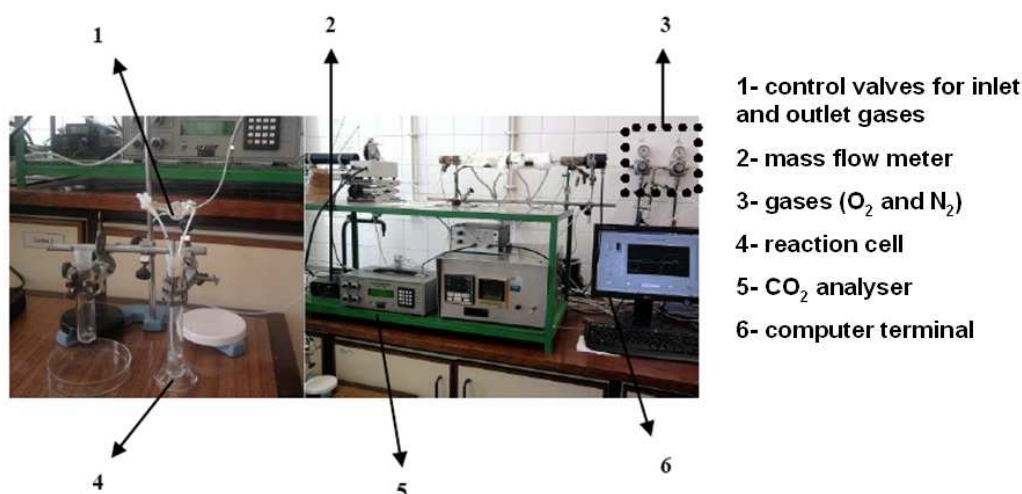 1
2
3
4
5
6
1- control valves for inlet
and outlet gases
2- mass flow meter
3- gases (O₂ and N₂)
4- reaction cell
5- CO₂ analyser
6- computer terminal